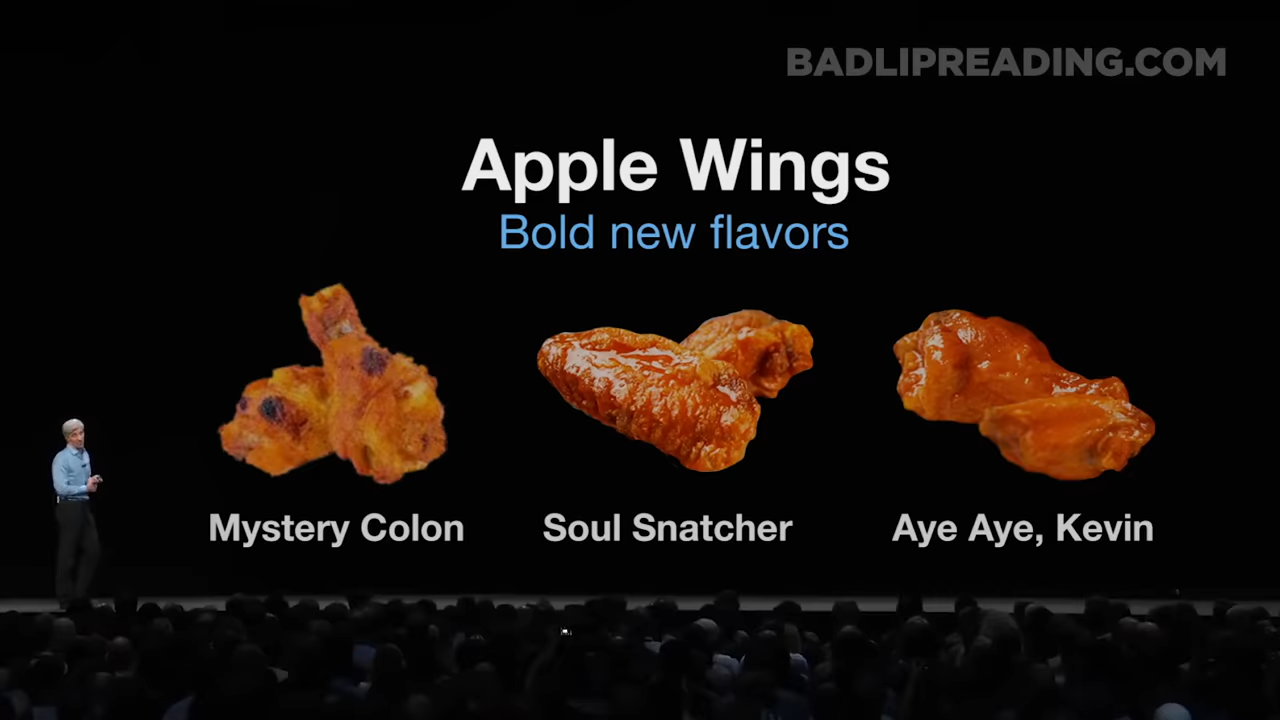 BADLIPREADING.COM
Apple Wings
Bold new flavors
Mystery Colon
Soul Snatcher
Aye Aye, Kevin